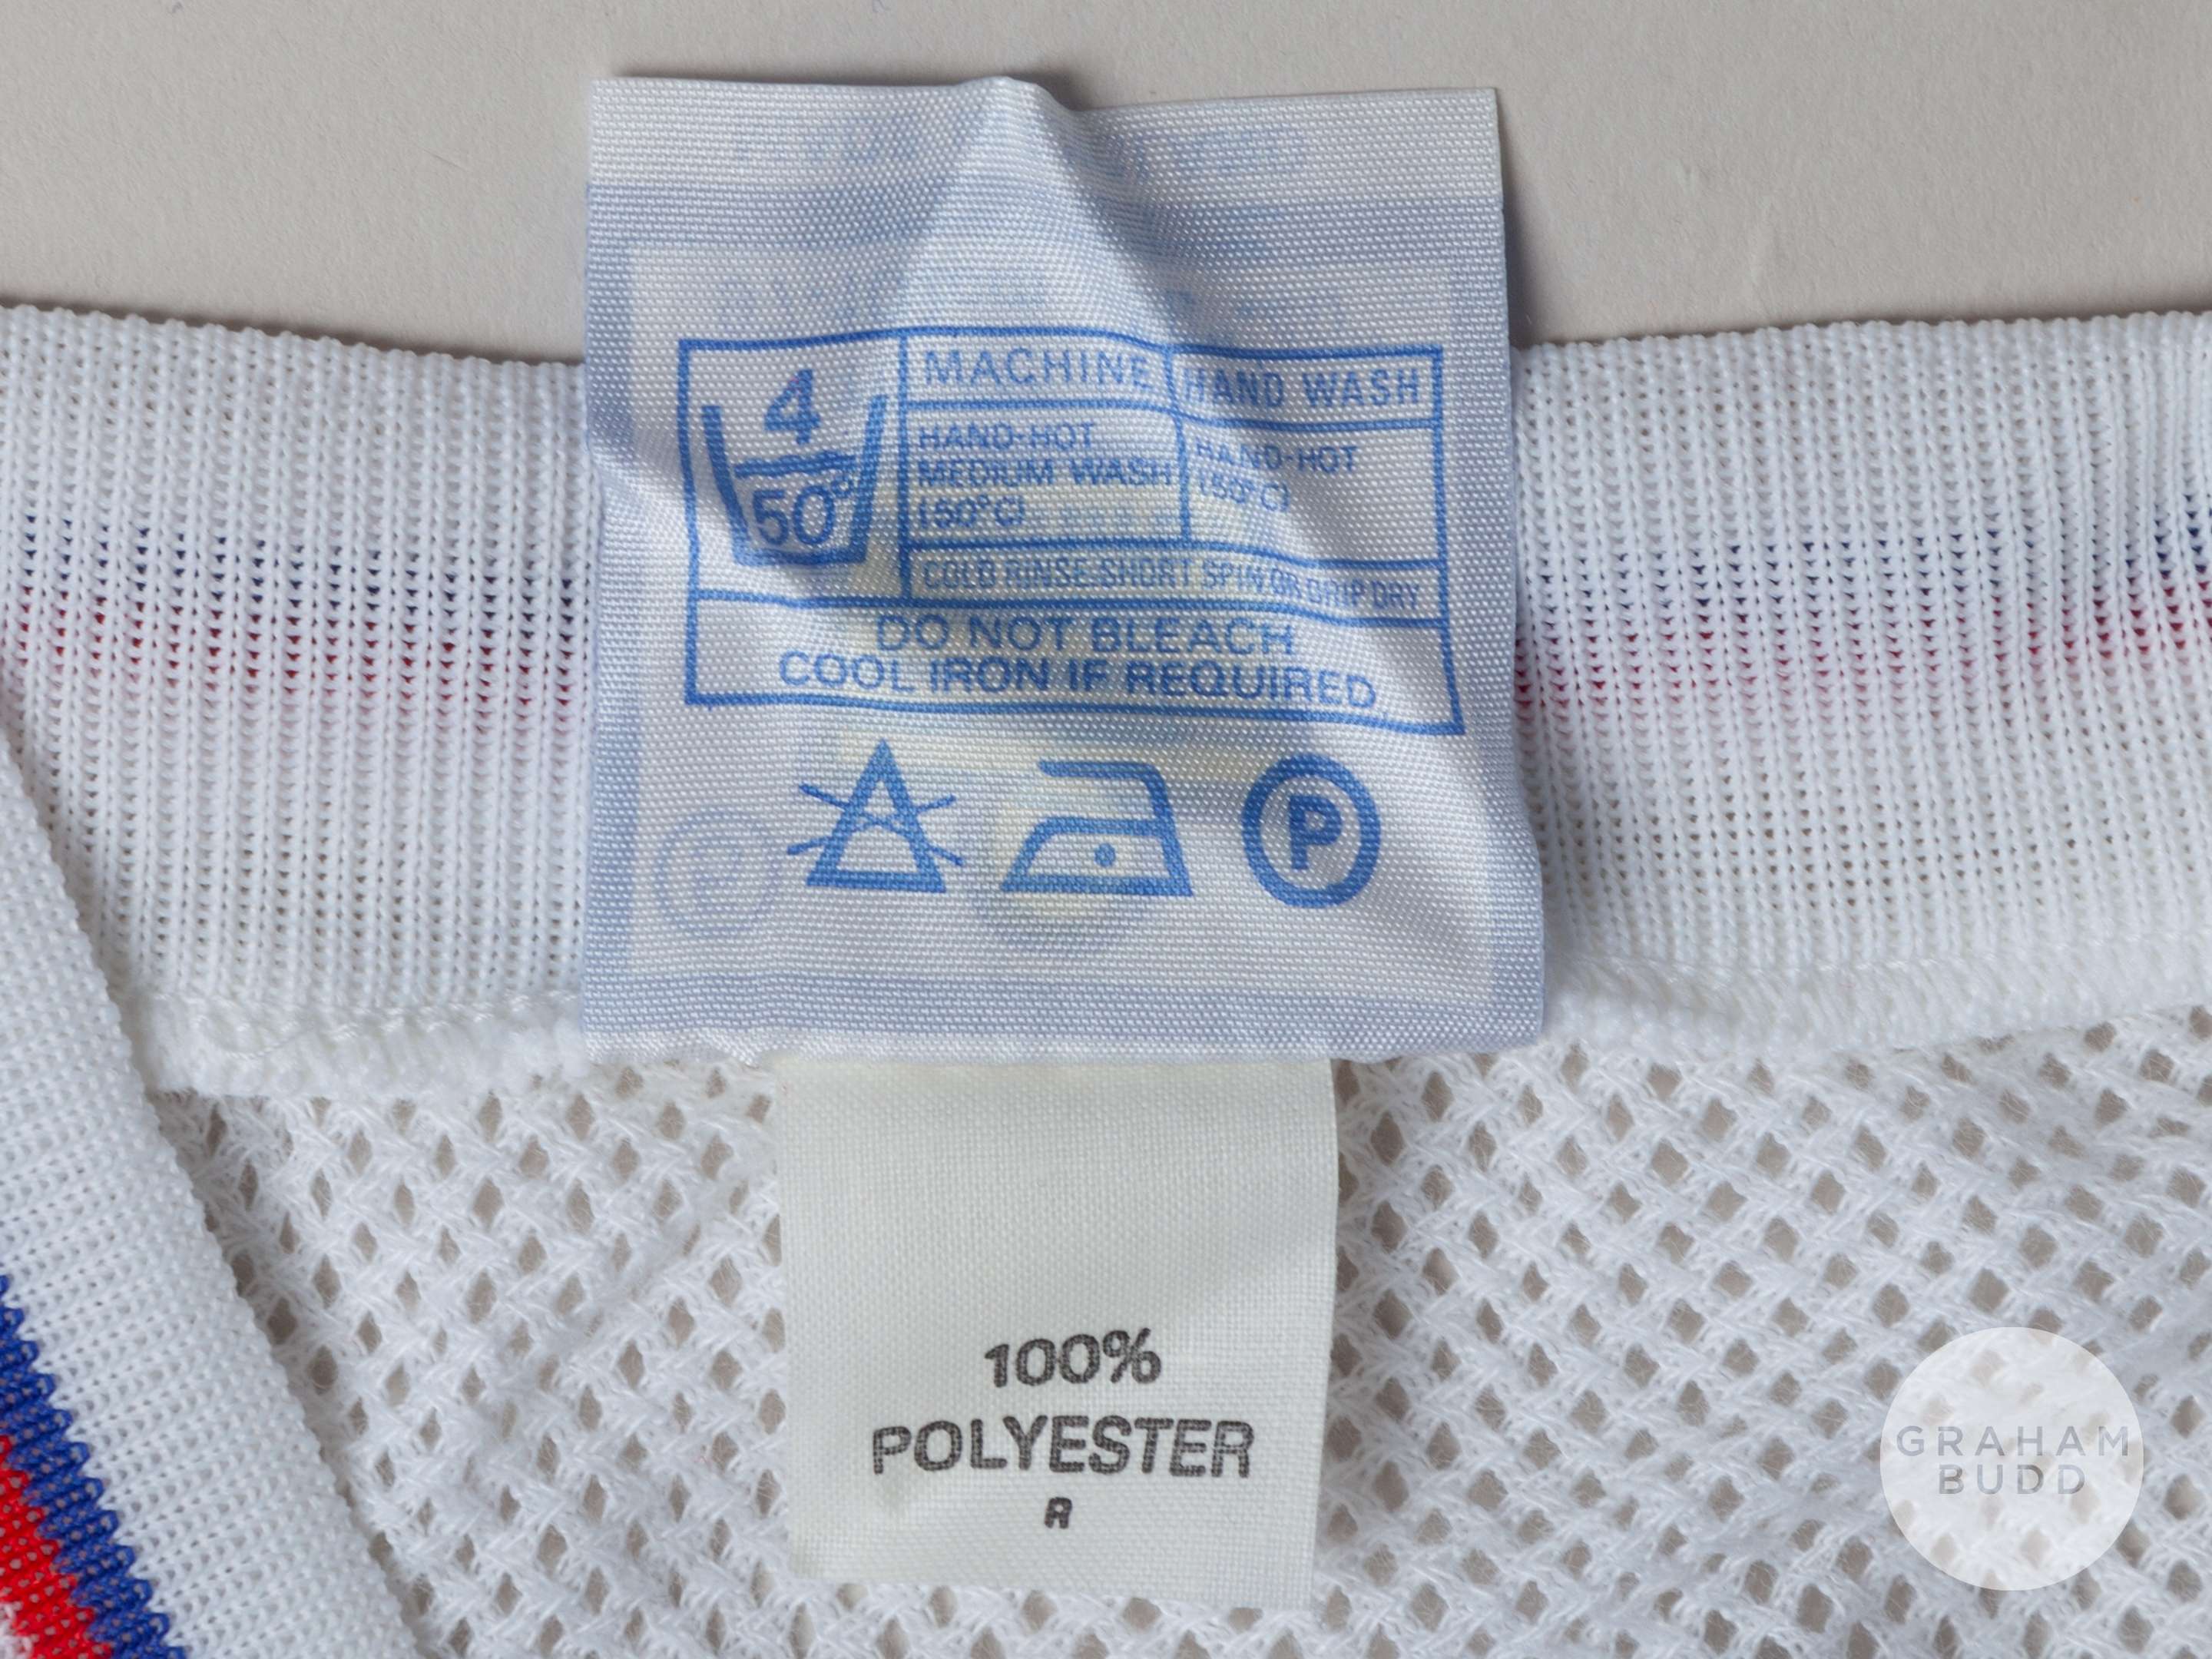 4
50°
MACHINE
HAND WASH
HAND-HOT
MEDIUM WASH
(50°C)
HAND-HOT
(50°C)
COLD RINSE. SHORT SPIN OR DRIP DRY
DO NOT BLEACH
COOL IRON IF REQUIRED
P
100%
POLYESTER
R
GRAHAM
BUDD